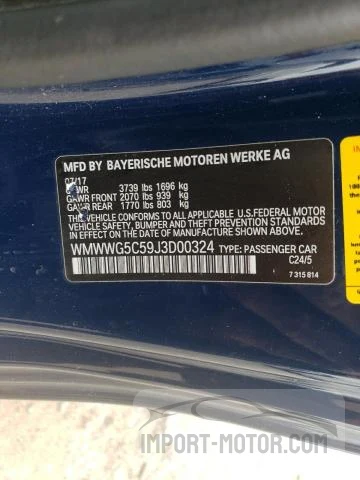 MFD BY BAYERISCHE MOTOREN WERKE AG
07/17
GVWR 3739 lbs 1696 kg
GAWR FRONT 2070 lbs 939 kg
GAWR REAR 1770 lbs 803 kg
THIS VEHICLE CONFORMS TO ALL APPLICABLE U.S. FEDERAL MOTOR
VEHICLE SAFETY, BUMPER, AND THEFT PREVENTION STANDARDS
IN EFFECT ON THE DATE OF MANUFACTURE SHOWN ABOVE.
WMWWG5C59J3D00324 TYPE: PASSENGER CAR
C24/5
7 315 814
IMPORT-MOTOR.COM